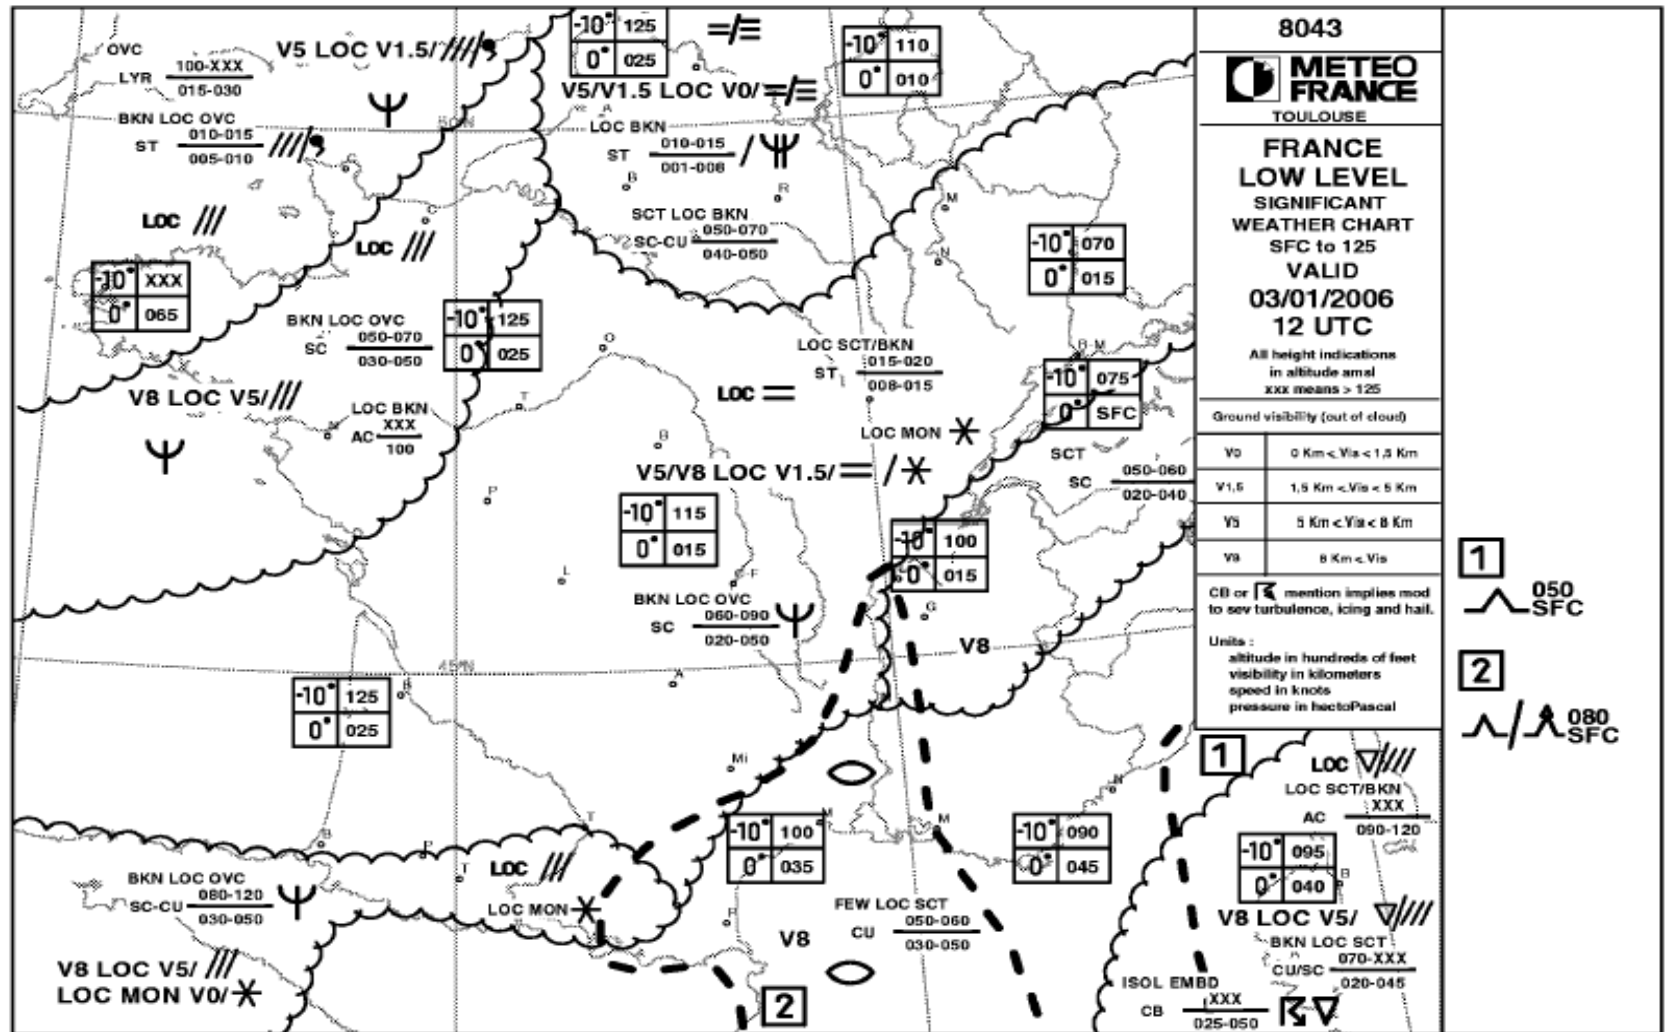 OVC
LYR 100-XXX
015-030
V5 LOC V1.5/
BKN LOC OVC
ST 010-015
005-010
LOC
-10° XXX
0° 065
50°N
C
C
LOC
BKN LOC OVC
SC 050-070
030-050
-10° 125
0° 025
V8 LOC V5/
LOC BKN
AC XXX
100
N
-10° 125
0° 025
V5/V1.5 LOC V0/
A
LOC BKN
ST 010-015
001-008
B
R
SCT LOC BKN
SC-CU 050-070
040-050
-10° 110
0° 010
M
N
-10° 070
0° 015
O
T
B
P
L
C-F
LOC SCT/BKN
ST 015-020
008-015
LOC
B-M
-10° 075
0° SFC
LOC MON
V5/V8 LOC V1.5/
SCT
SC 050-060
020-040
-10° 115
0° 015
-10° 100
0° 015
BKN LOC OVC
SC 060-090
020-050
G
V8
45°N
B
A
-10° 125
0° 025
Mi
B
P
T
T
LOC
BKN LOC OVC
SC-CU 080-120
030-050
LOC MON
V8 LOC V5/
LOC MON V0/
-10° 100
0° 035
M
M
N
-10° 090
0° 045
P
FEW LOC SCT
CU 050-060
030-050
V8
2
1
LOC
LOC SCT/BKN
AC XXX
090-120
-10° 095
0° 040
B
V8 LOC V5/
BKN LOC SCT
CU/SC 070-XXX
020-045
ISOL EMBD
CB XXX
025-050
8043
METEO
FRANCE
TOULOUSE
FRANCE
LOW LEVEL
SIGNIFICANT
WEATHER CHART
SFC to 125
VALID
03/01/2006
12 UTC
All height indications
in altitude amsl
xxx means > 125
Ground visibility (out of cloud)
V0 0 Km < Vis < 1,5 Km
V1,5 1,5 Km < Vis < 5 Km
V5 5 Km < Vis < 8 Km
V8 8 Km < Vis
CB or mention implies mod
to sev turbulence, icing and hail.
Units :
altitude in hundreds of feet
visibility in kilometers
speed in knots
pressure in hectoPascal
1
050
SFC
2
080
SFC